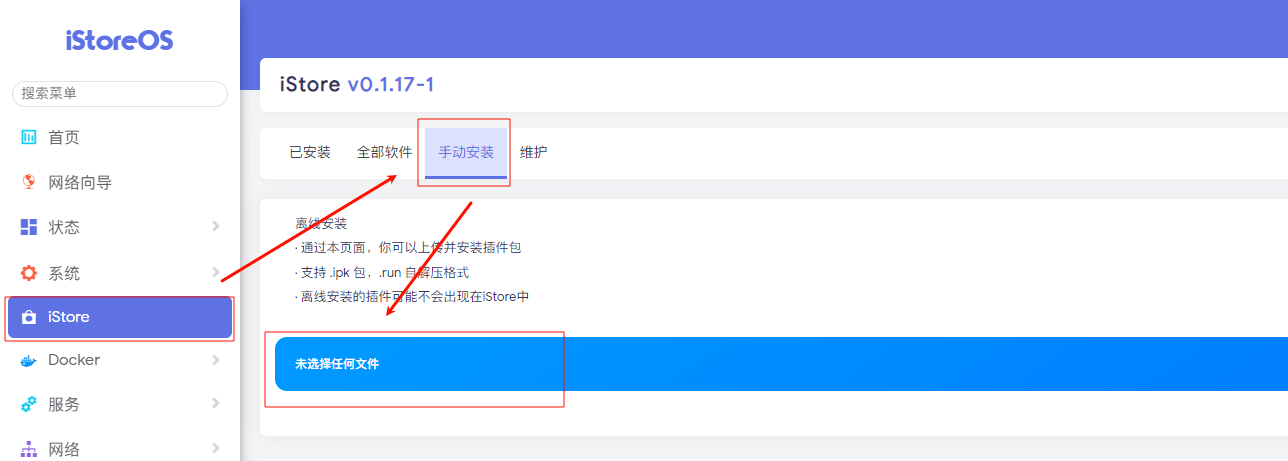 iStoreOS
搜索菜单
首页
网络向导
状态
系统
iStore
Docker
服务
网络
iStore v0.1.17-1
已安装 全部软件 手动安装 维护
离线安装
· 通过本页面，你可以上传并安装插件包
· 支持 .ipk 包，.run 自解压格式
· 离线安装的插件可能不会出现在iStore中
未选择任何文件